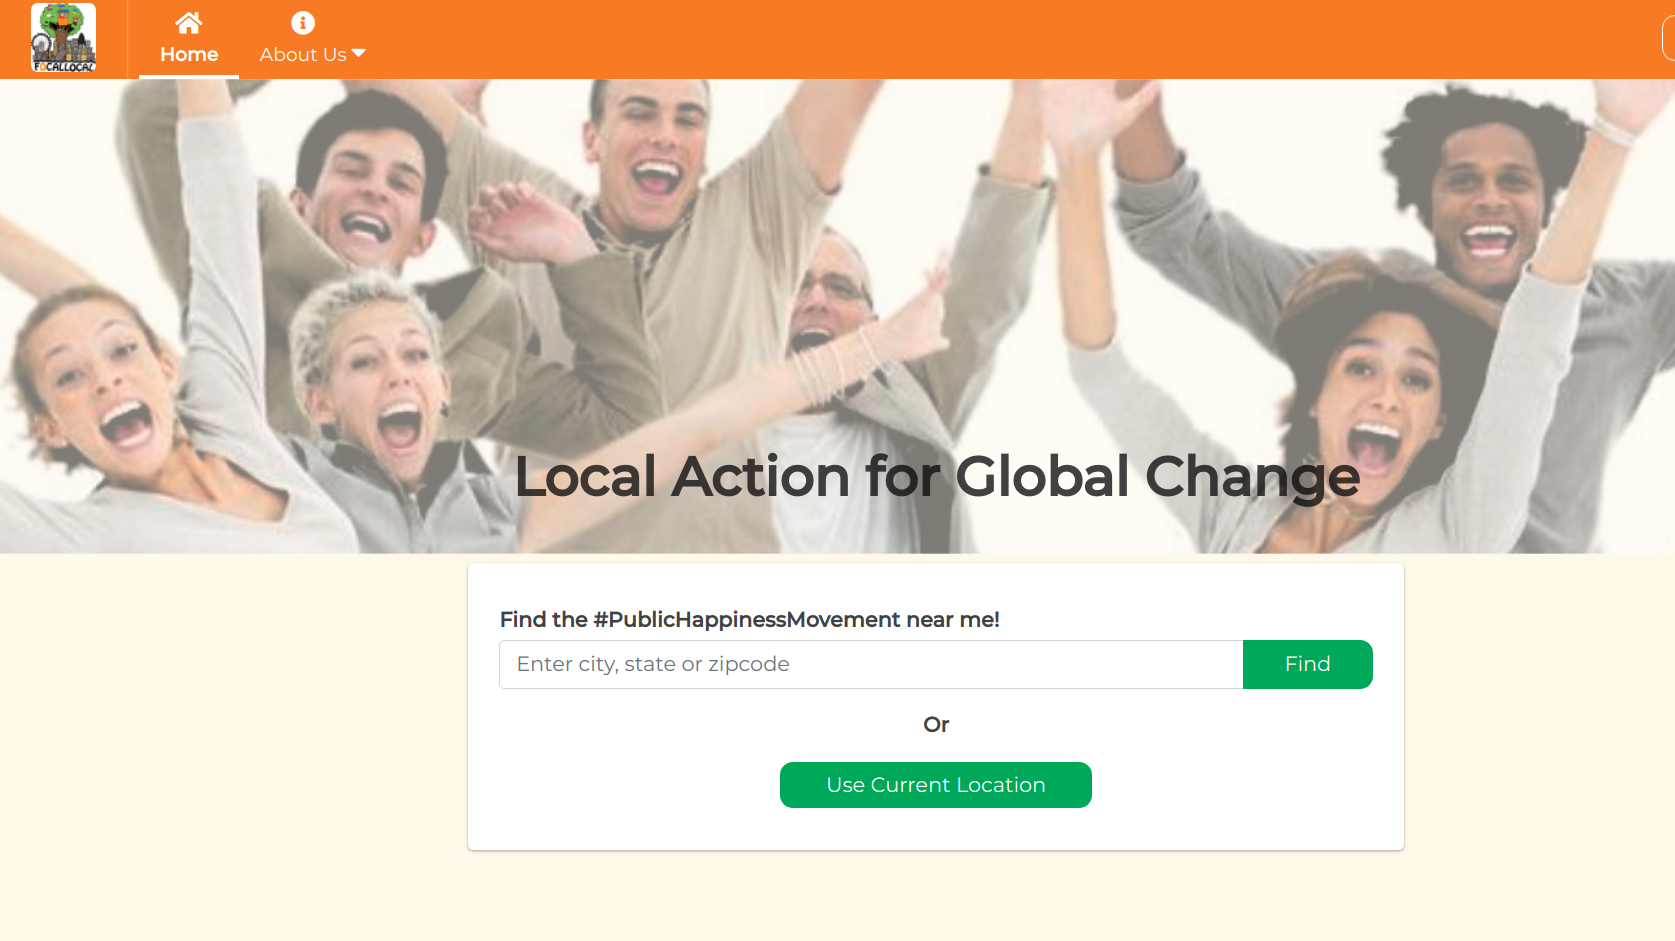 FOCALLOCAL
Home
About Us
Local Action for Global Change
Find the #PublicHappinessMovement near me!
Enter city, state or zipcode
Find
Or
Use Current Location